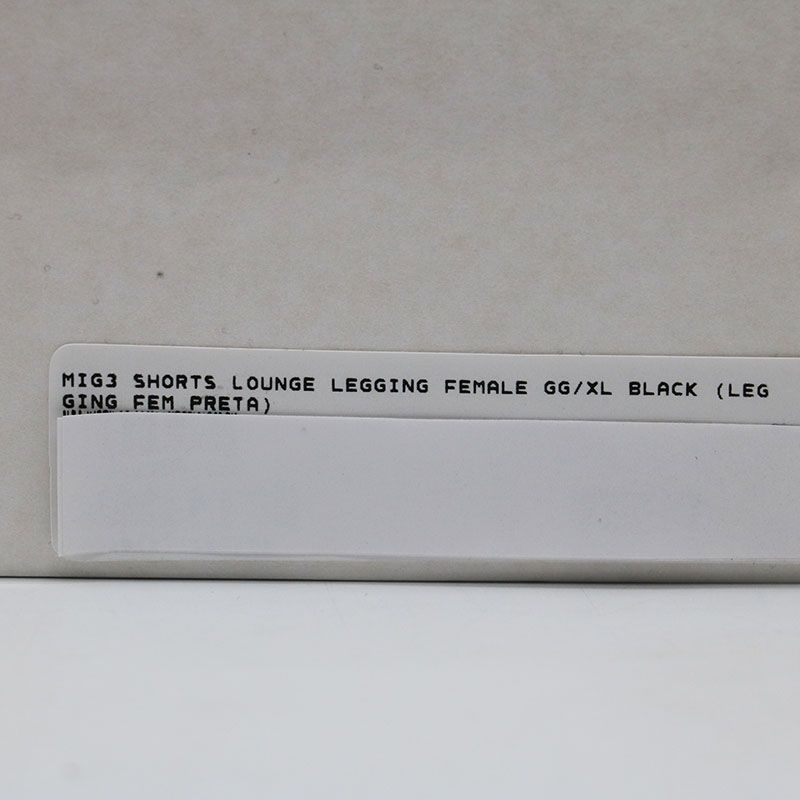 MIG3 SHORTS LOUNGE LEGGING FEMALE GG/XL BLACK (LEG
GING FEM PRETA)